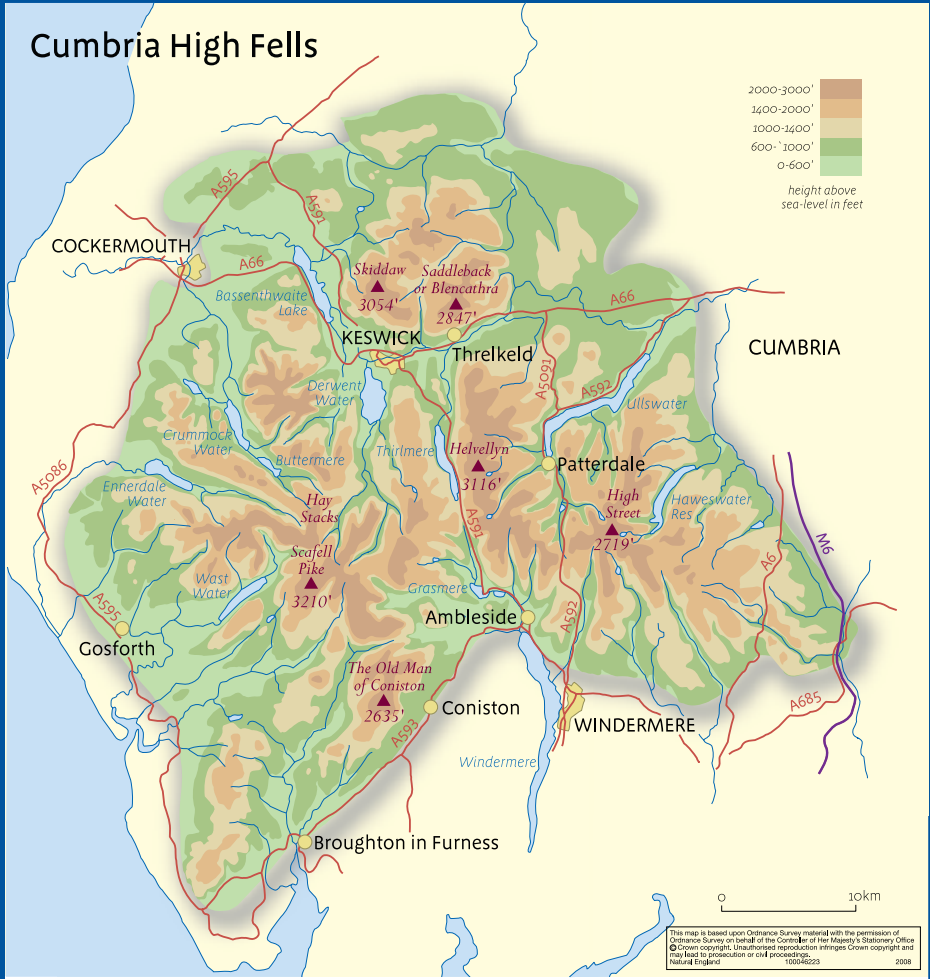 Cumbria High Fells
2000-3000'
1400-2000'
1000-1400'
600-`1000'
0-600'
height above
sea-level in feet
A595
A591
COCKERMOUTH
A66
Bassenthwaite
Lake
Skiddaw
3054'
Saddleback
or Blencathra
2847'
A66
KESWICK
Threlkeld
CUMBRIA
A5091
A592
Derwent
Water
Ullswater
Crummock
Water
Buttermere
Thirlmere
Helvellyn
3116'
Patterdale
A5086
Ennerdale
Water
Hay
Stacks
High
Street
2719'
Haweswater
Res
A591
M6
A6
Scafell
Pike
3210'
Wast
Water
Grasmere
Ambleside
A592
A595
Gosforth
The Old Man
of Coniston
2635'
Coniston
A593
A685
WINDERMERE
Windermere
Broughton in Furness
0 10km
This map is based upon Ordnance Survey material with the permission of
Ordnance Survey on behalf of the Controller of Her Majesty's Stationery Office
© Crown copyright. Unauthorised reproduction infringes Crown copyright and
may lead to prosecution or civil proceedings.
Natural England 100046223 2008